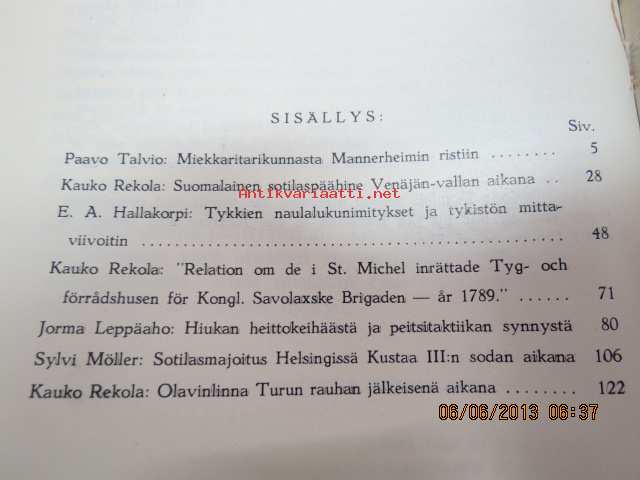 SISÄLLYS:
Siv.
Paavo Talvio: Miekkaritarikunnasta Mannerheimin ristiin ........ 5
Kauko Rekola: Suomalainen sotilaspäähine Venäjän-vallan aikana .. 28
Antikvariaatti.net
E. A. Hallakorpi: Tykkien naulalukunimitykset ja tykistön mitta-
viivoitin .................................................. 48
Kauko Rekola: "Relation om de i St. Michel inrättade Tyg- och
förrådshusen för Kongl. Savolaxske Brigaden — år 1789." ...... 71
Jorma Leppäaho: Hiukan heittokeihäästä ja peitsitaktiikan synnystä 80
Sylvi Möller: Sotilasmajoitus Helsingissä Kustaa III:n sodan aikana 106
Kauko Rekola: Olavinlinna Turun rauhan jälkeisenä aikana ........ 122
06/06/2013 06:37